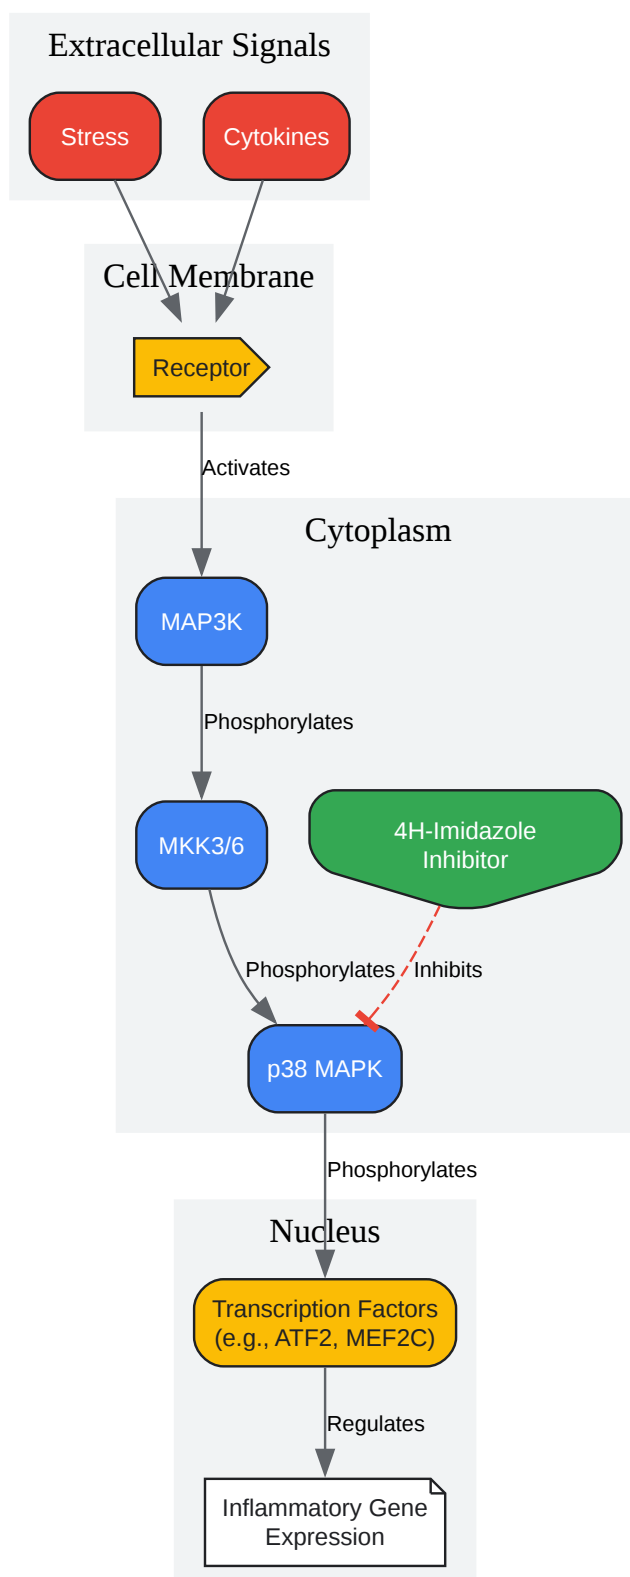 Extracellular Signals
Stress
Cytokines
Cell Membrane
Receptor
Activates
Cytoplasm
MAP3K
Phosphorylates
MKK3/6
4H-Imidazole
Inhibitor
Phosphorylates
Inhibits
p38 MAPK
Phosphorylates
Nucleus
Transcription Factors
(e.g., ATF2, MEF2C)
Regulates
Inflammatory Gene
Expression